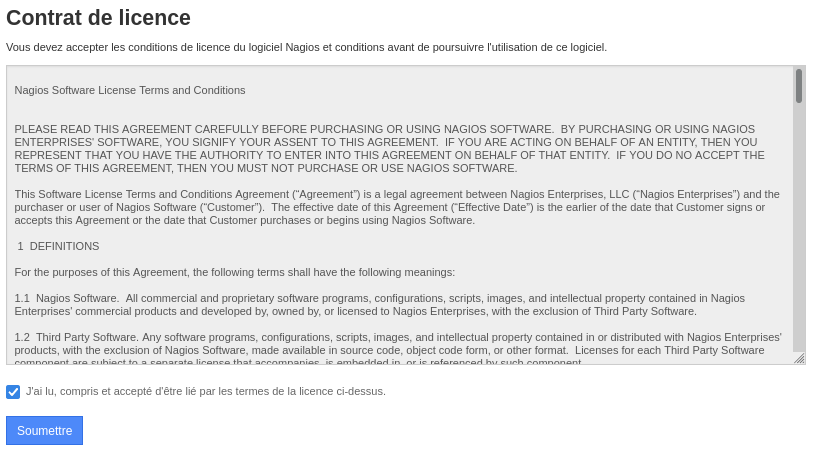 Contrat de licence
Vous devez accepter les conditions de licence du logiciel Nagios et conditions avant de poursuivre l'utilisation de ce logiciel.
Nagios Software License Terms and Conditions
PLEASE READ THIS AGREEMENT CAREFULLY BEFORE PURCHASING OR USING NAGIOS SOFTWARE.  BY PURCHASING OR USING NAGIOS
ENTERPRISES' SOFTWARE, YOU SIGNIFY YOUR ASSENT TO THIS AGREEMENT.  IF YOU ARE ACTING ON BEHALF OF AN ENTITY, THEN YOU
REPRESENT THAT YOU HAVE THE AUTHORITY TO ENTER INTO THIS AGREEMENT ON BEHALF OF THAT ENTITY.  IF YOU DO NO ACCEPT THE
TERMS OF THIS AGREEMENT, THEN YOU MUST NOT PURCHASE OR USE NAGIOS SOFTWARE.
This Software License Terms and Conditions Agreement (“Agreement”) is a legal agreement between Nagios Enterprises, LLC (“Nagios Enterprises”) and the
purchaser or user of Nagios Software (“Customer”).  The effective date of this Agreement (“Effective Date”) is the earlier of the date that Customer signs or
accepts this Agreement or the date that Customer purchases or begins using Nagios Software.
1  DEFINITIONS
For the purposes of this Agreement, the following terms shall have the following meanings:
1.1  Nagios Software.  All commercial and proprietary software programs, configurations, scripts, images, and intellectual property contained in Nagios
Enterprises' commercial products and developed by, owned by, or licensed to Nagios Enterprises, with the exclusion of Third Party Software.
1.2  Third Party Software. Any software programs, configurations, scripts, images, and intellectual property contained in or distributed with Nagios Enterprises'
products, with the exclusion of Nagios Software, made available in source code, object code form, or other format.  Licenses for each Third Party Software
component are subject to a separate license that accompanies, is embedded in, or is referenced by such component.
J'ai lu, compris et accepté d'être lié par les termes de la licence ci-dessus.
Soumettre